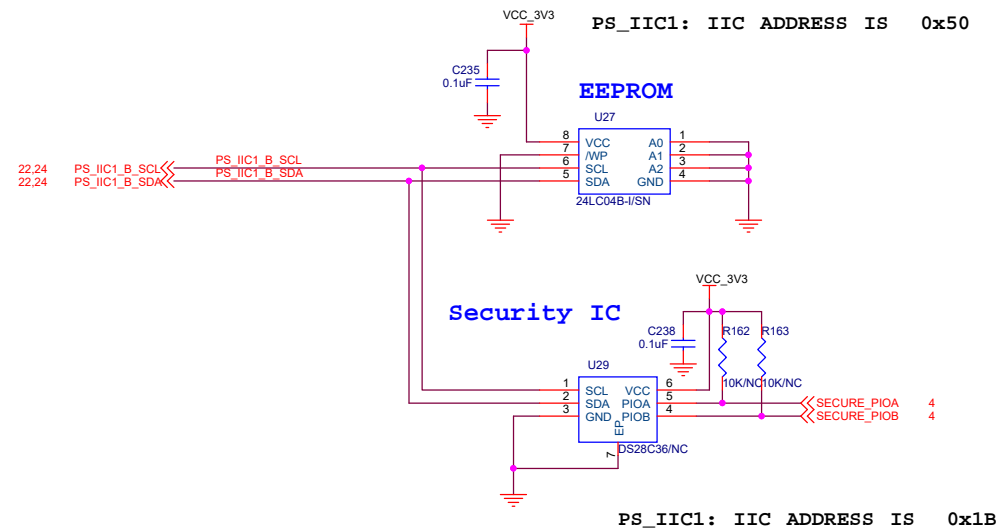 VCC_3V3
PS_IIC1: IIC ADDRESS IS 0x50
C235
0.1uF
EEPROM
U27
8 VCC A0 1
7 /WP A1 2
6 SCL A2 3
5 SDA GND 4
24LC04B-I/SN
22,24 PS_IIC1_B_SCL PS_IIC1_B_SCL
22,24 PS_IIC1_B_SDA PS_IIC1_B_SDA
VCC_3V3
Security IC
C238
0.1uF
R162 R163
10K/NC 10K/NC
U29
1 SCL VCC 6
2 SDA PIOA 5
3 GND PIOB 4
EP
7
DS28C36/NC
SECURE_PIOA 4
SECURE_PIOB 4
PS_IIC1: IIC ADDRESS IS 0x1B